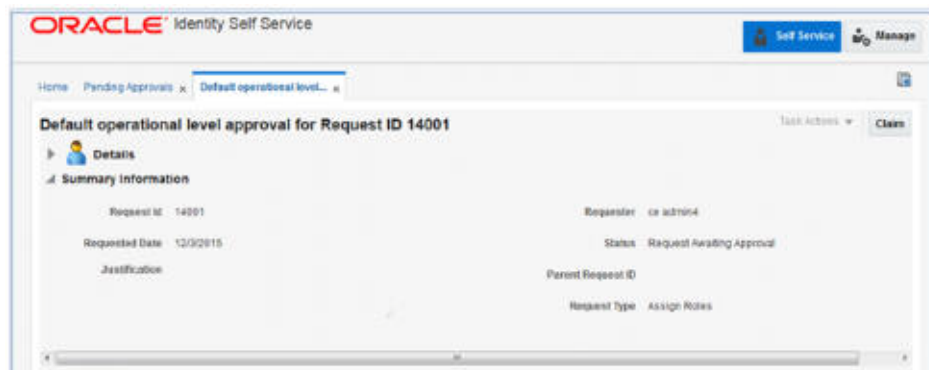 ORACLE Identity Self Service
Self Service Manage
Home Pending Approvals x Default operational level... x
Default operational level approval for Request ID 14001
Task Actions Claim
Details
Summary Information
Request Id 14001
Requester ce admin4
Requested Date 12/3/2015
Status Request Awaiting Approval
Justification
Parent Request ID
Request Type Assign Roles